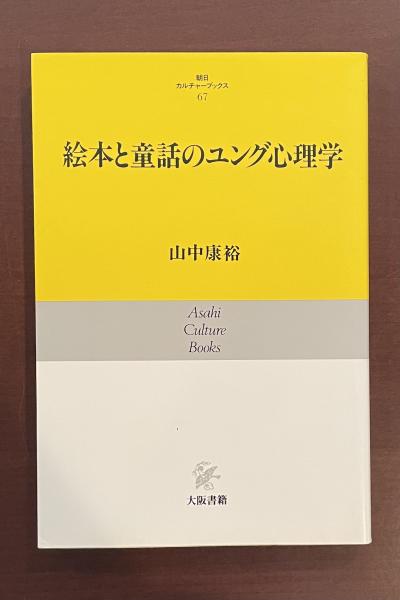 朝日
カルチャーブックス
67
絵本と童話のユング心理学
山中康裕
Asahi
Culture
Books
大阪書籍